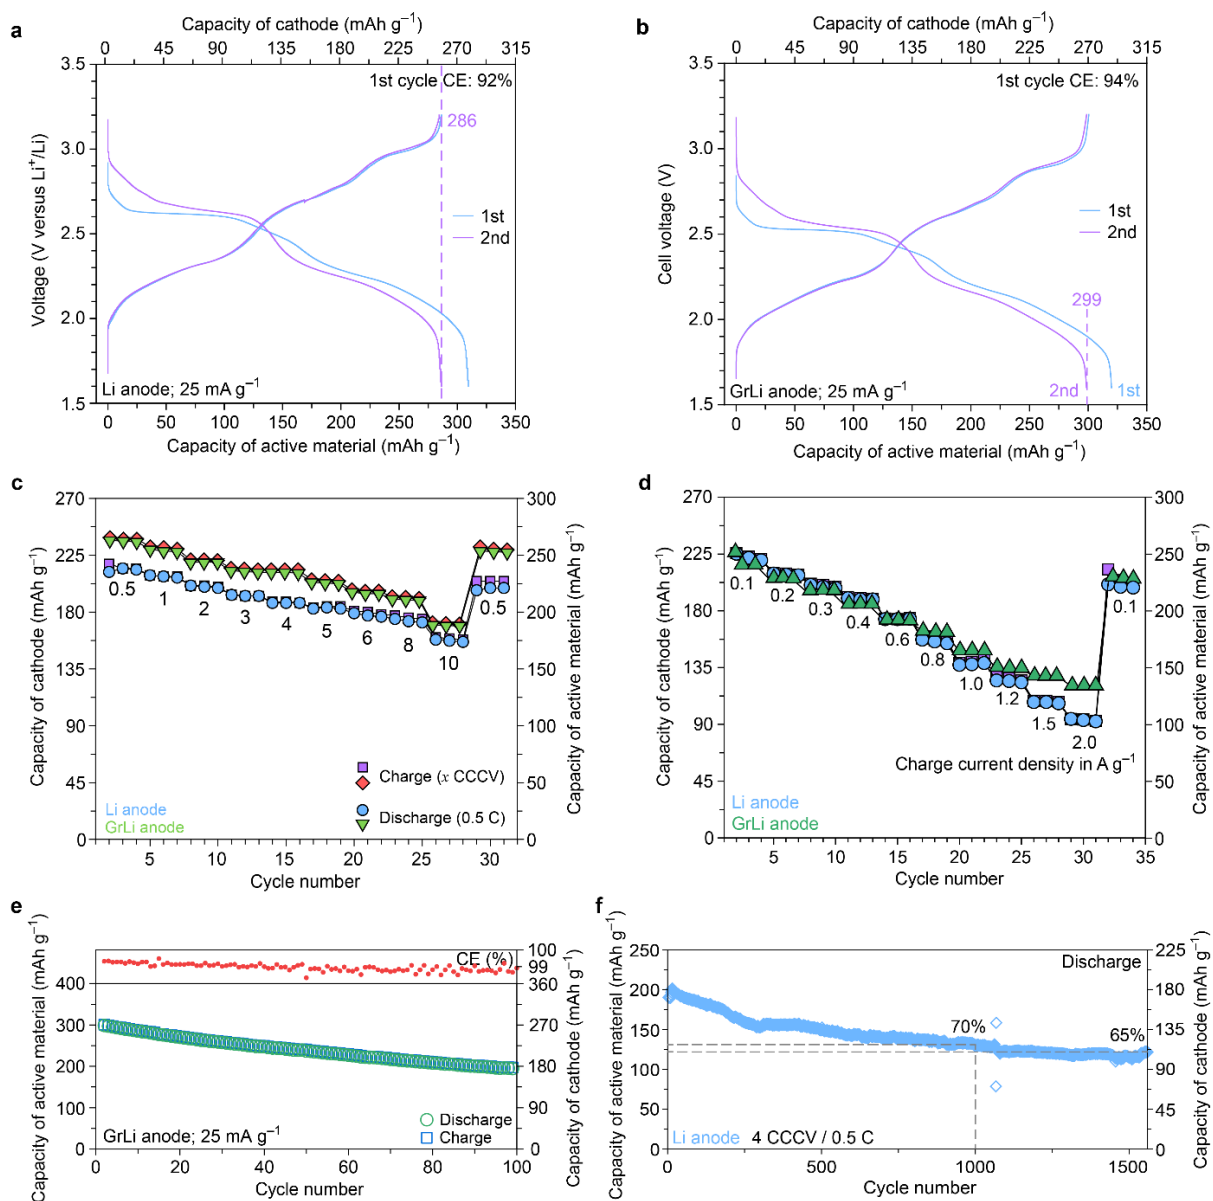 a
Capacity of cathode (mAh g⁻¹)
0 45 90 135 180 225 270 315
3.5
3.0
2.5
2.0
1.5
Voltage (V versus Li⁺/Li)
1st cycle CE: 92%
286
1st
2nd
Li anode; 25 mA g⁻¹
0 50 100 150 200 250 300 350
Capacity of active material (mAh g⁻¹)
b
Capacity of cathode (mAh g⁻¹)
0 45 90 135 180 225 270 315
3.5
3.0
2.5
2.0
1.5
Cell voltage (V)
1st cycle CE: 94%
1st
2nd
299
2nd 1st
GrLi anode; 25 mA g⁻¹
0 50 100 150 200 250 300 350
Capacity of active material (mAh g⁻¹)
c
270
225
180
135
90
45
0
Capacity of cathode (mAh g⁻¹)
300
250
200
150
100
50
0
Capacity of active material (mAh g⁻¹)
0.5 1 2 3 4 5 6 8 10 0.5
Charge (x CCCV)
Discharge (0.5 C)
Li anode
GrLi anode
5 10 15 20 25 30
Cycle number
d
270
225
180
135
90
45
0
Capacity of cathode (mAh g⁻¹)
300
250
200
150
100
50
0
Capacity of active material (mAh g⁻¹)
0.1 0.2 0.3 0.4 0.6 0.8 1.0 1.2 1.5 2.0 0.1
Charge current density in A g⁻¹
Li anode
GrLi anode
5 10 15 20 25 30 35
Cycle number
e
Capacity of active material (mAh g⁻¹)
400
300
200
100
0
CE (%)
100
99
360
270
180
90
0
Capacity of cathode (mAh g⁻¹)
Discharge
Charge
GrLi anode; 25 mA g⁻¹
0 20 40 60 80 100
Cycle number
f
Capacity of active material (mAh g⁻¹)
250
200
150
100
50
0
225
180
135
90
45
0
Capacity of cathode (mAh g⁻¹)
Discharge
70%
65%
Li anode 4 CCCV / 0.5 C
0 500 1000 1500
Cycle number